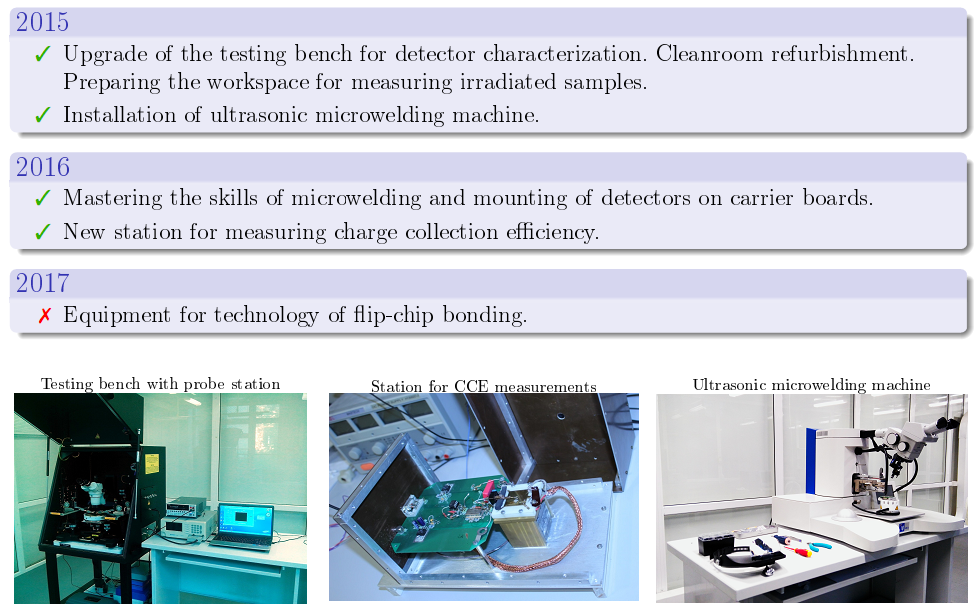 2015
✓ Upgrade of the testing bench for detector characterization. Cleanroom refurbishment.
Preparing the workspace for measuring irradiated samples.
✓ Installation of ultrasonic microwelding machine.
2016
✓ Mastering the skills of microwelding and mounting of detectors on carrier boards.
✓ New station for measuring charge collection efficiency.
2017
✗ Equipment for technology of flip-chip bonding.
Testing bench with probe station
Station for CCE measurements
Ultrasonic microwelding machine